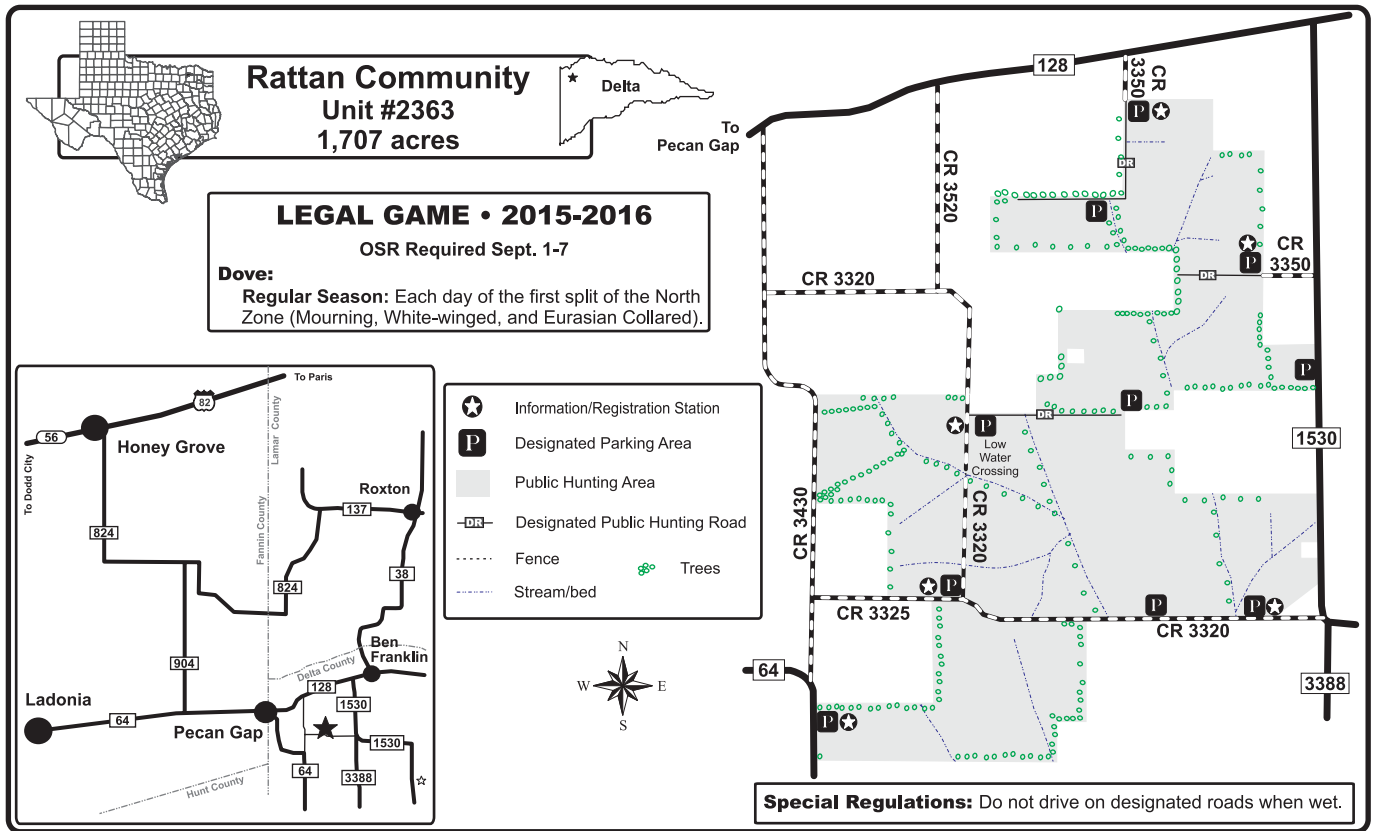 Rattan Community
Unit #2363
1,707 acres
Delta
LEGAL GAME • 2015-2016
OSR Required Sept. 1-7
Dove:
Regular Season: Each day of the first split of the North
Zone (Mourning, White-winged, and Eurasian Collared).
To Paris
82
56
Honey Grove
To Dodd City
Lamar County
Fannin County
Roxton
137
824
824
38
904
Ben
Franklin
Delta County
128
1530
Ladonia
64
Pecan Gap
1530
64
3388
Hunt County
Information/Registration Station
P
Designated Parking Area
Public Hunting Area
DR
Designated Public Hunting Road
Fence
Trees
Stream/bed
N
W
E
S
128
To
Pecan Gap
CR
3350
P
DR
CR 3520
P
CR
3350
P
DR
CR 3320
P
P
DR
P
Low
Water
Crossing
1530
CR 3430
CR 3320
P
CR 3325
P
P
CR 3320
64
3388
P
Special Regulations: Do not drive on designated roads when wet.